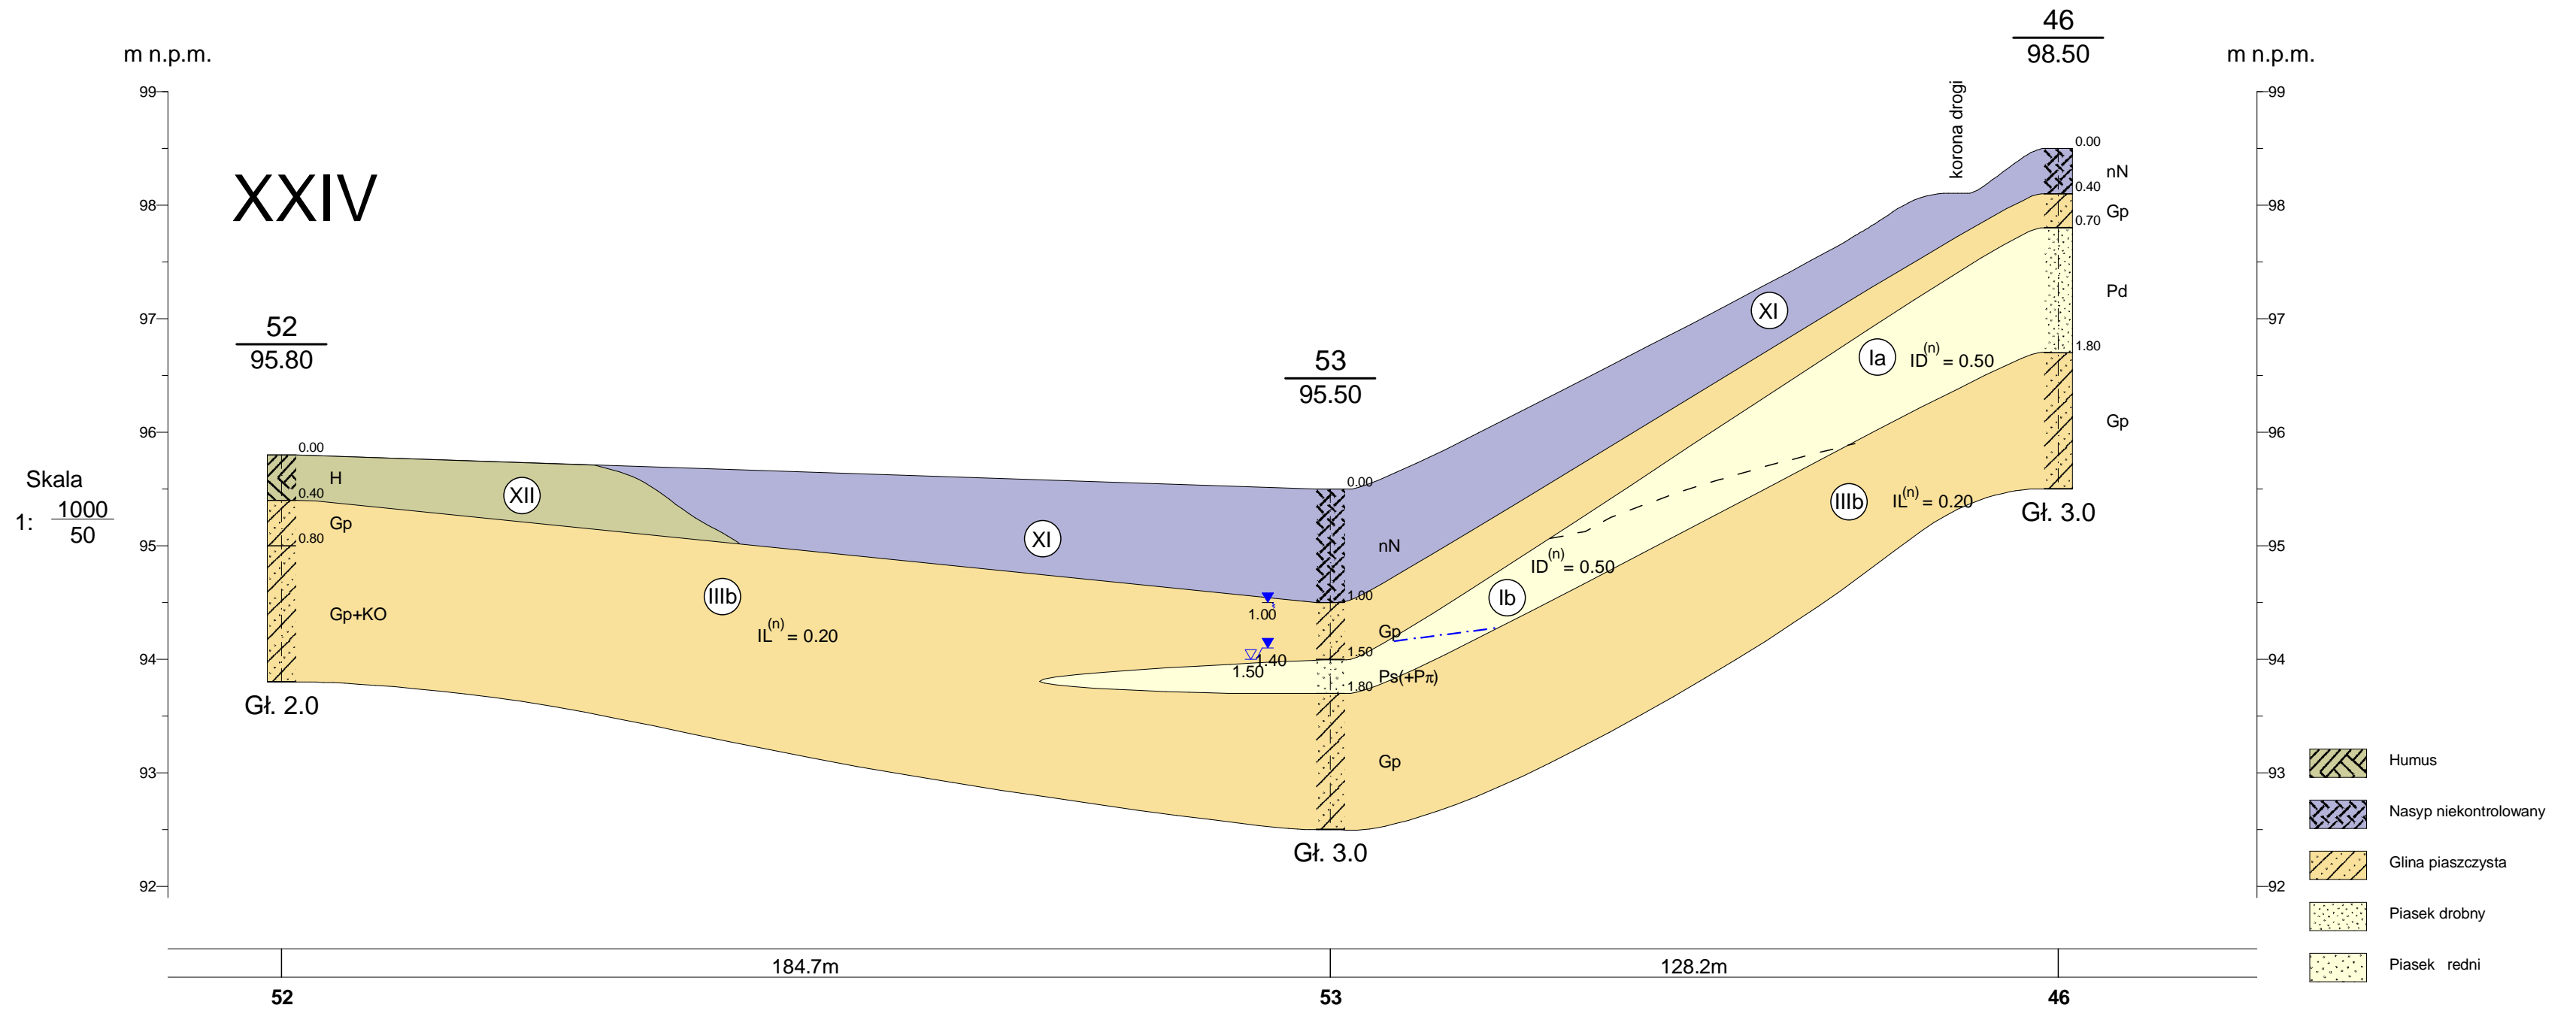 46
98.50
m n.p.m.
m n.p.m.
korona drogi
99
98
97
96
95
94
93
92
99
98
97
96
95
94
93
92
XXIV
Skala
1: 1000
50
52
95.80
0.00
H
0.40
Gp
0.80
Gp+KO
Gł. 2.0
XII
XI
IIIb
IL(n) = 0.20
53
95.50
0.00
nN
1.00
1.00
Gp
1.40
1.50
1.50
Ps(+Pπ)
1.80
Gp
Gł. 3.0
XI
Ia
ID(n) = 0.50
ID(n) = 0.50
Ib
IIIb
IL(n) = 0.20
0.00
nN
0.40
Gp
0.70
Pd
1.80
Gp
Gł. 3.0
Humus
Nasyp niekontrolowany
Glina piaszczysta
Piasek drobny
Piasek redni
184.7m
128.2m
52
53
46